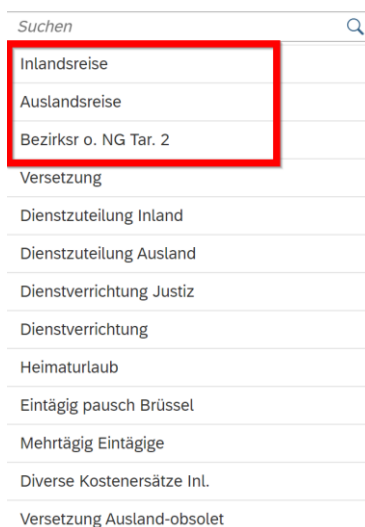 Suchen
Inlandsreise
Auslandsreise
Bezirksr o. NG Tar. 2
Versetzung
Dienstzuteilung Inland
Dienstzuteilung Ausland
Dienstverrichtung Justiz
Dienstverrichtung
Heimaturlaub
Eintägig pausch Brüssel
Mehrtägig Eintägige
Diverse Kostenersätze Inl.
Versetzung Ausland-obsolet